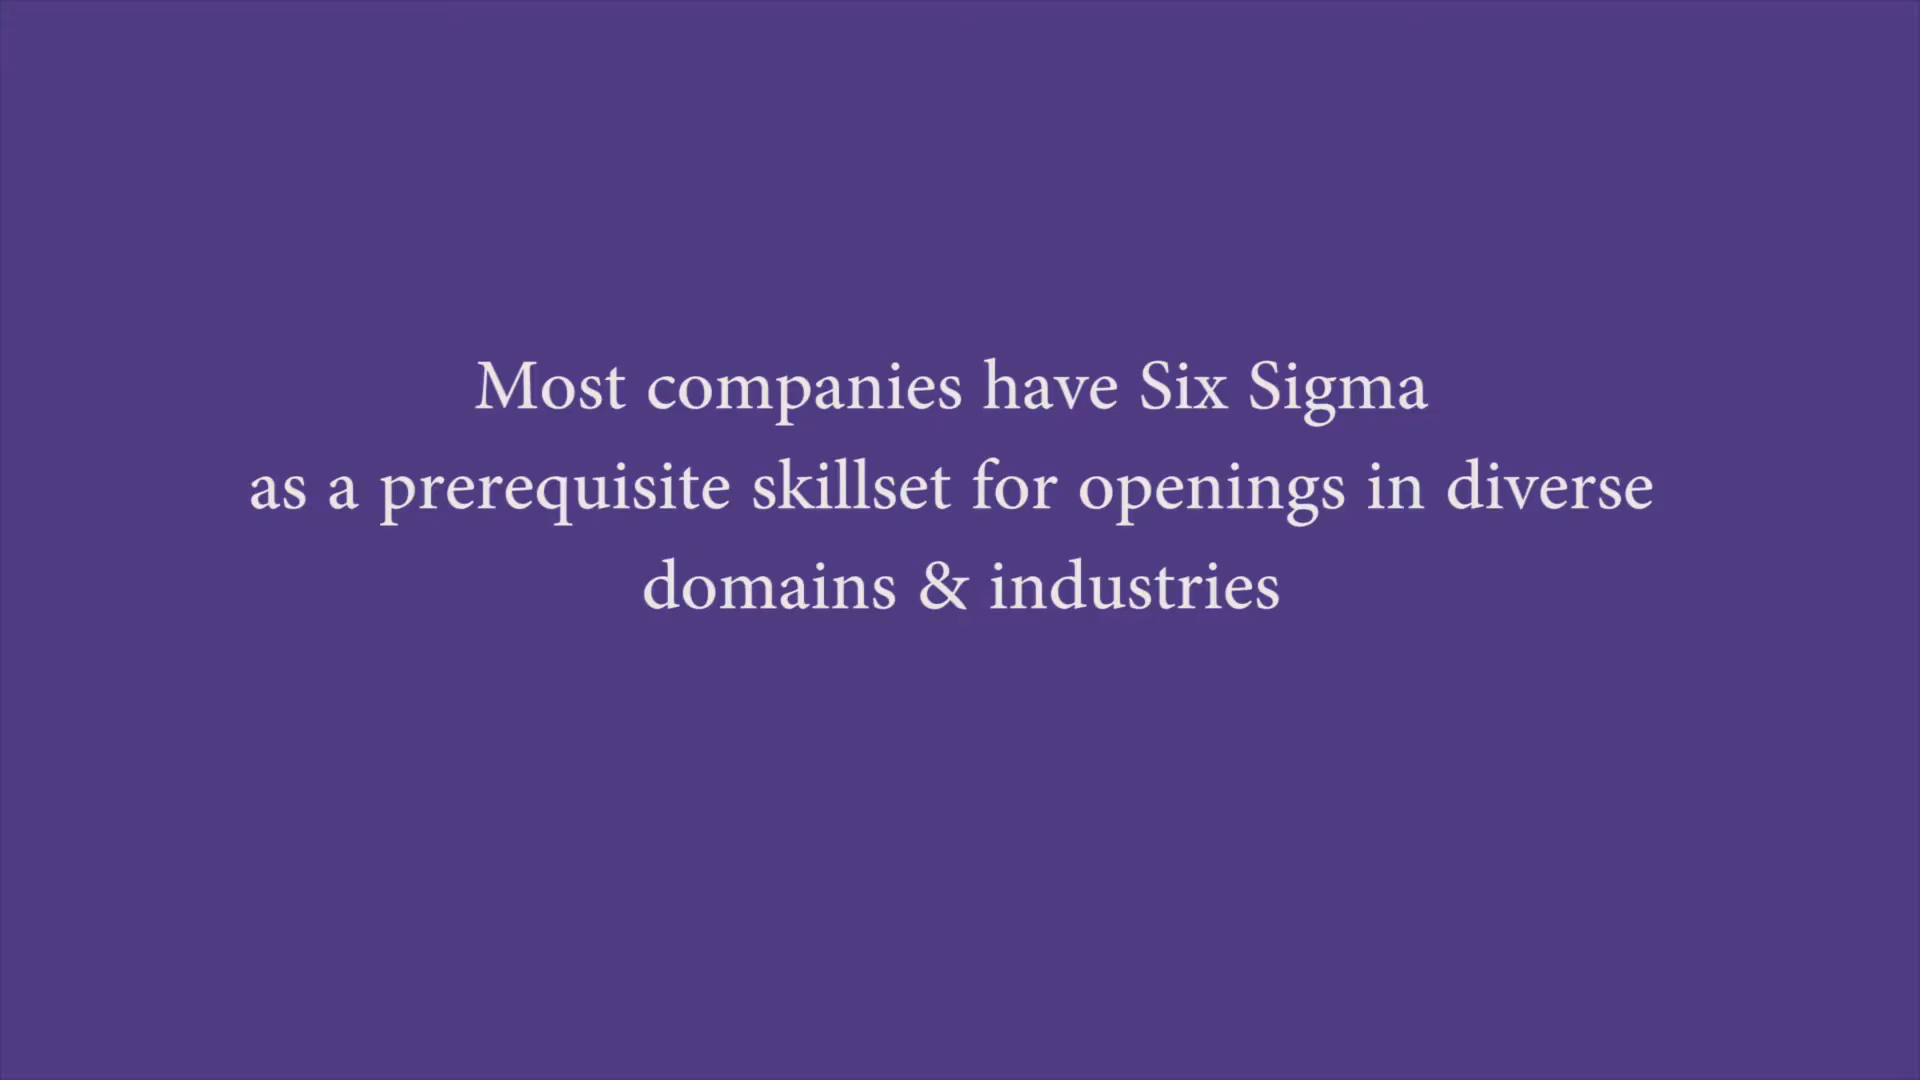 Most companies have Six Sigma
as a prerequisite skillset for openings in diverse
domains & industries